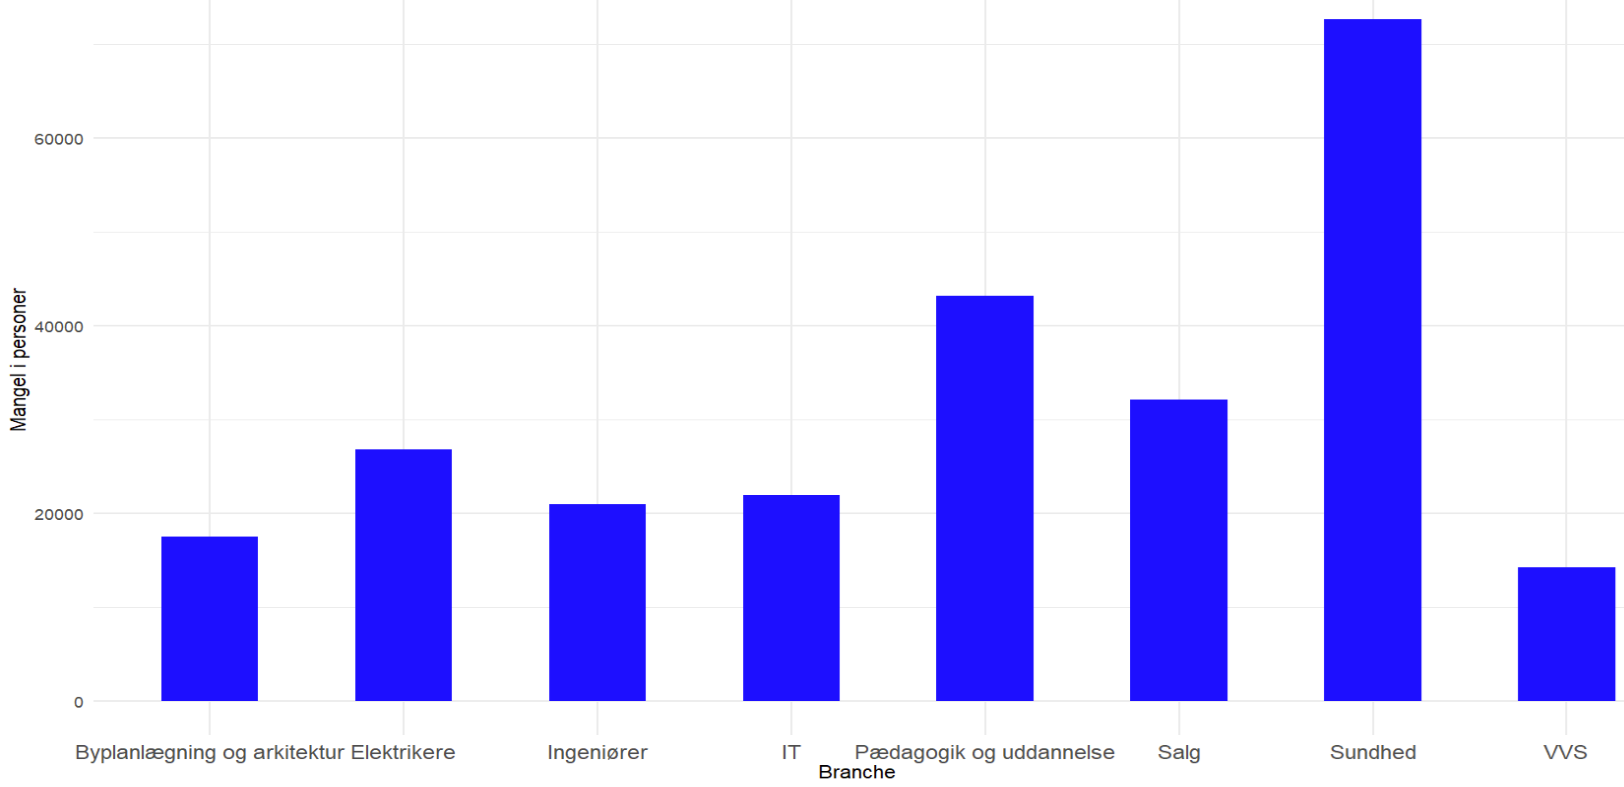 60000
40000
20000
0
Mangel i personer
Byplanlægning og arkitektur Elektrikere Ingeniører IT Pædagogik og uddannelse Salg Sundhed VVS
Branche